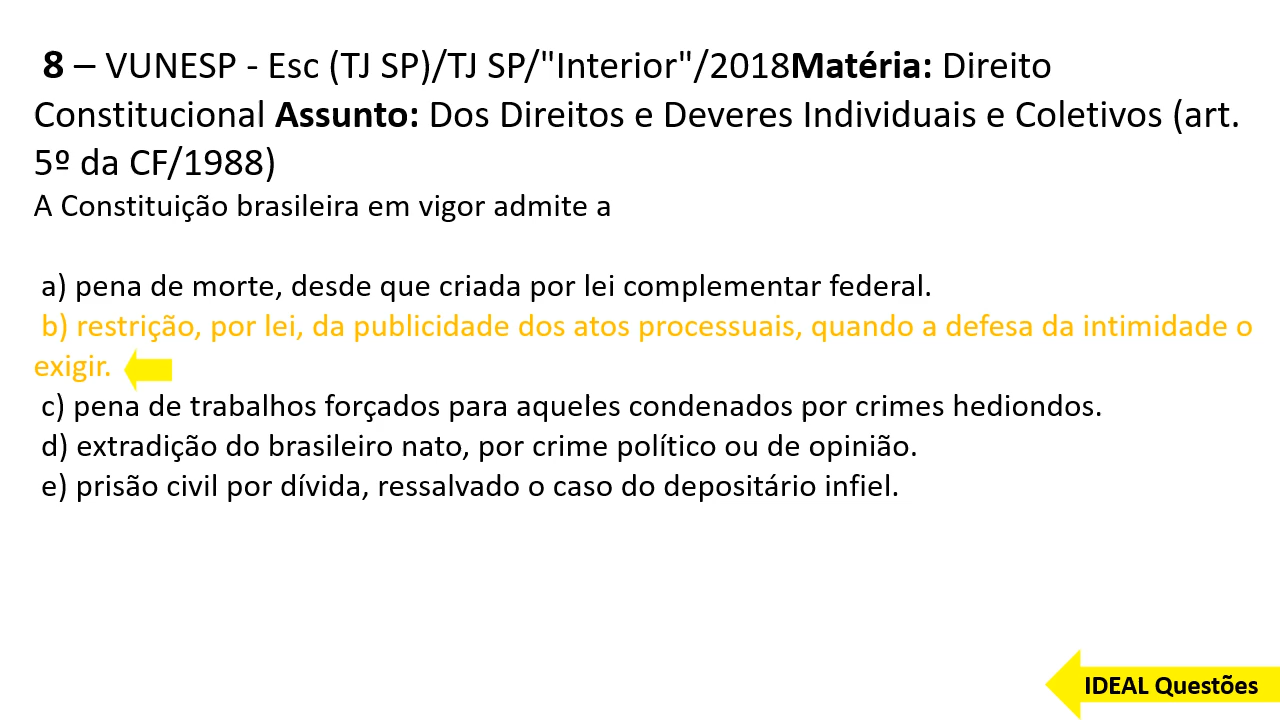 8 – VUNESP - Esc (TJ SP)/TJ SP/"Interior"/2018Matéria: Direito
Constitucional Assunto: Dos Direitos e Deveres Individuais e Coletivos (art.
5º da CF/1988)
A Constituição brasileira em vigor admite a
a) pena de morte, desde que criada por lei complementar federal.
b) restrição, por lei, da publicidade dos atos processuais, quando a defesa da intimidade o
exigir.
c) pena de trabalhos forçados para aqueles condenados por crimes hediondos.
d) extradição do brasileiro nato, por crime político ou de opinião.
e) prisão civil por dívida, ressalvado o caso do depositário infiel.
IDEAL Questões